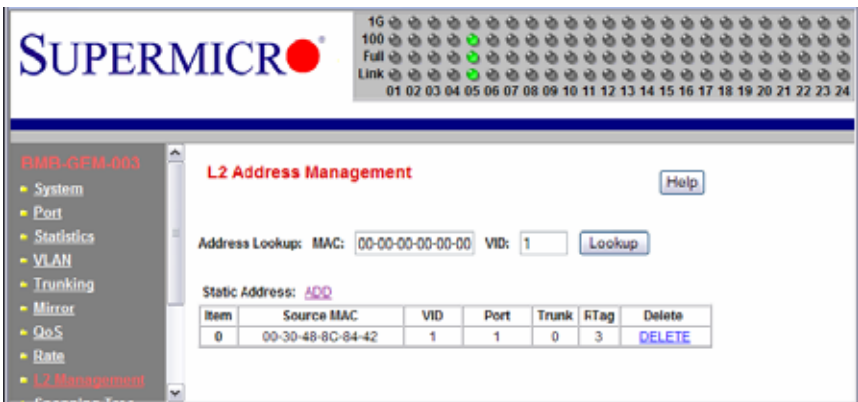 SUPERMICRO
1G
100
Full
Link
01 02 03 04 05 06 07 08 09 10 11 12 13 14 15 16 17 18 19 20 21 22 23 24
BMB-GEM-003
System
Port
Statistics
VLAN
Trunking
Mirror
QoS
Rate
L2 Management
Spanning Tree
L2 Address Management
Help
Address Lookup: MAC: 00-00-00-00-00-00 VID: 1 Lookup
Static Address: ADD
Item Source MAC VID Port Trunk RTag Delete
0 00-30-48-8C-84-42 1 1 0 3 DELETE